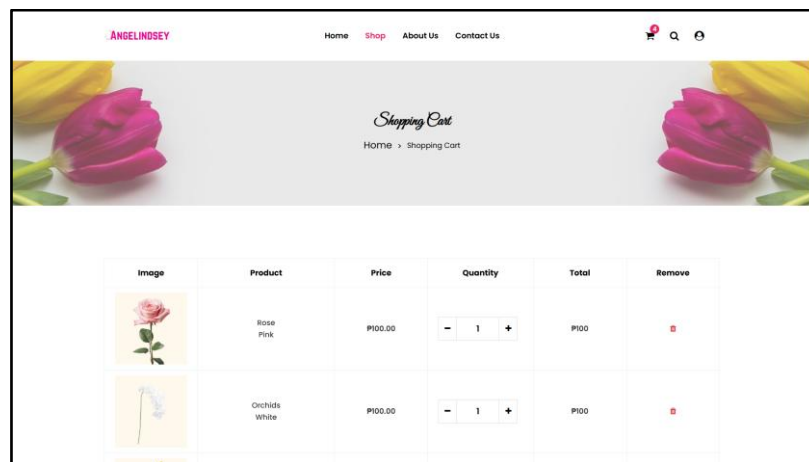 ANGELINDSEY
Home Shop About Us Contact Us
4
Shopping Cart
Home > Shopping Cart
Image Product Price Quantity Total Remove
Rose
Pink
₱100.00 - 1 + ₱100
Orchids
White
₱100.00 - 1 + ₱100